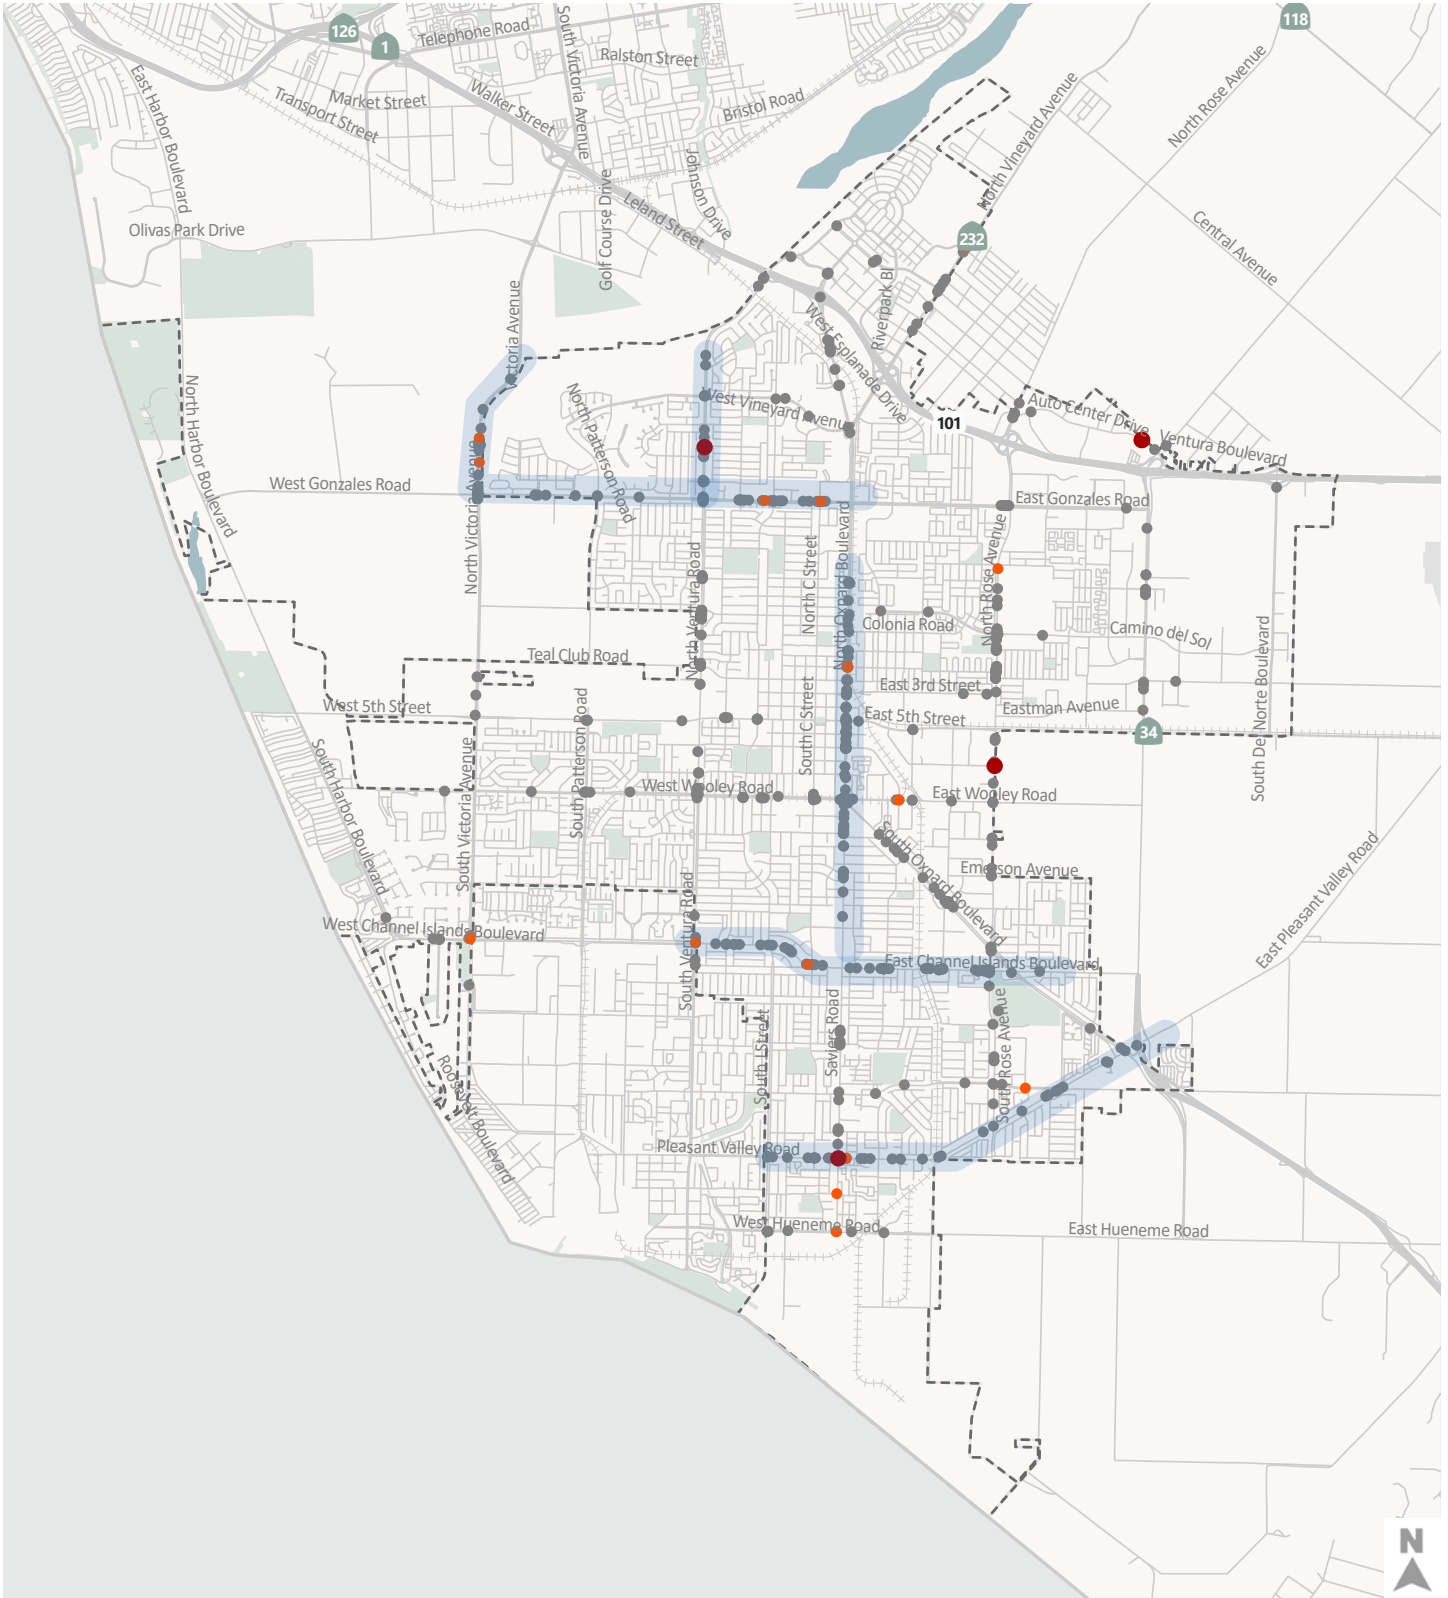 126
1
118
Telephone Road
South Victoria Avenue
Ralston Street
East Harbor Boulevard
Market Street
Transport Street
Walker Street
Bristol Road
North Rose Avenue
North Vineyard Avenue
Johnson Drive
Leland Street
Golf Course Drive
Olivas Park Drive
232
Central Avenue
Riverpark Bl
Victoria Avenue
West Esplanade Drive
North Harbor Boulevard
North Patterson Road
West Vineyard Avenue
101
Auto Center Drive
Ventura Boulevard
West Gonzales Road
East Gonzales Road
North Harbor Boulevard
North Victoria Avenue
North Ventura Road
North C Street
North Oxnard Boulevard
North Rose Avenue
Colonia Road
Camino del Sol
Teal Club Road
East 3rd Street
West 5th Street
East 5th Street
Eastman Avenue
34
South Del Norte Boulevard
South C Street
South Patterson Road
South Victoria Avenue
South Harbor Boulevard
West Wooley Road
East Wooley Road
South Oxnard Boulevard
Emerson Avenue
East Pleasant Valley Road
South Ventura Road
West Channel Islands Boulevard
East Channel Islands Boulevard
South J Street
Saviers Road
South Rose Avenue
Roosevelt Boulevard
Pleasant Valley Road
West Hueneme Road
East Hueneme Road
N